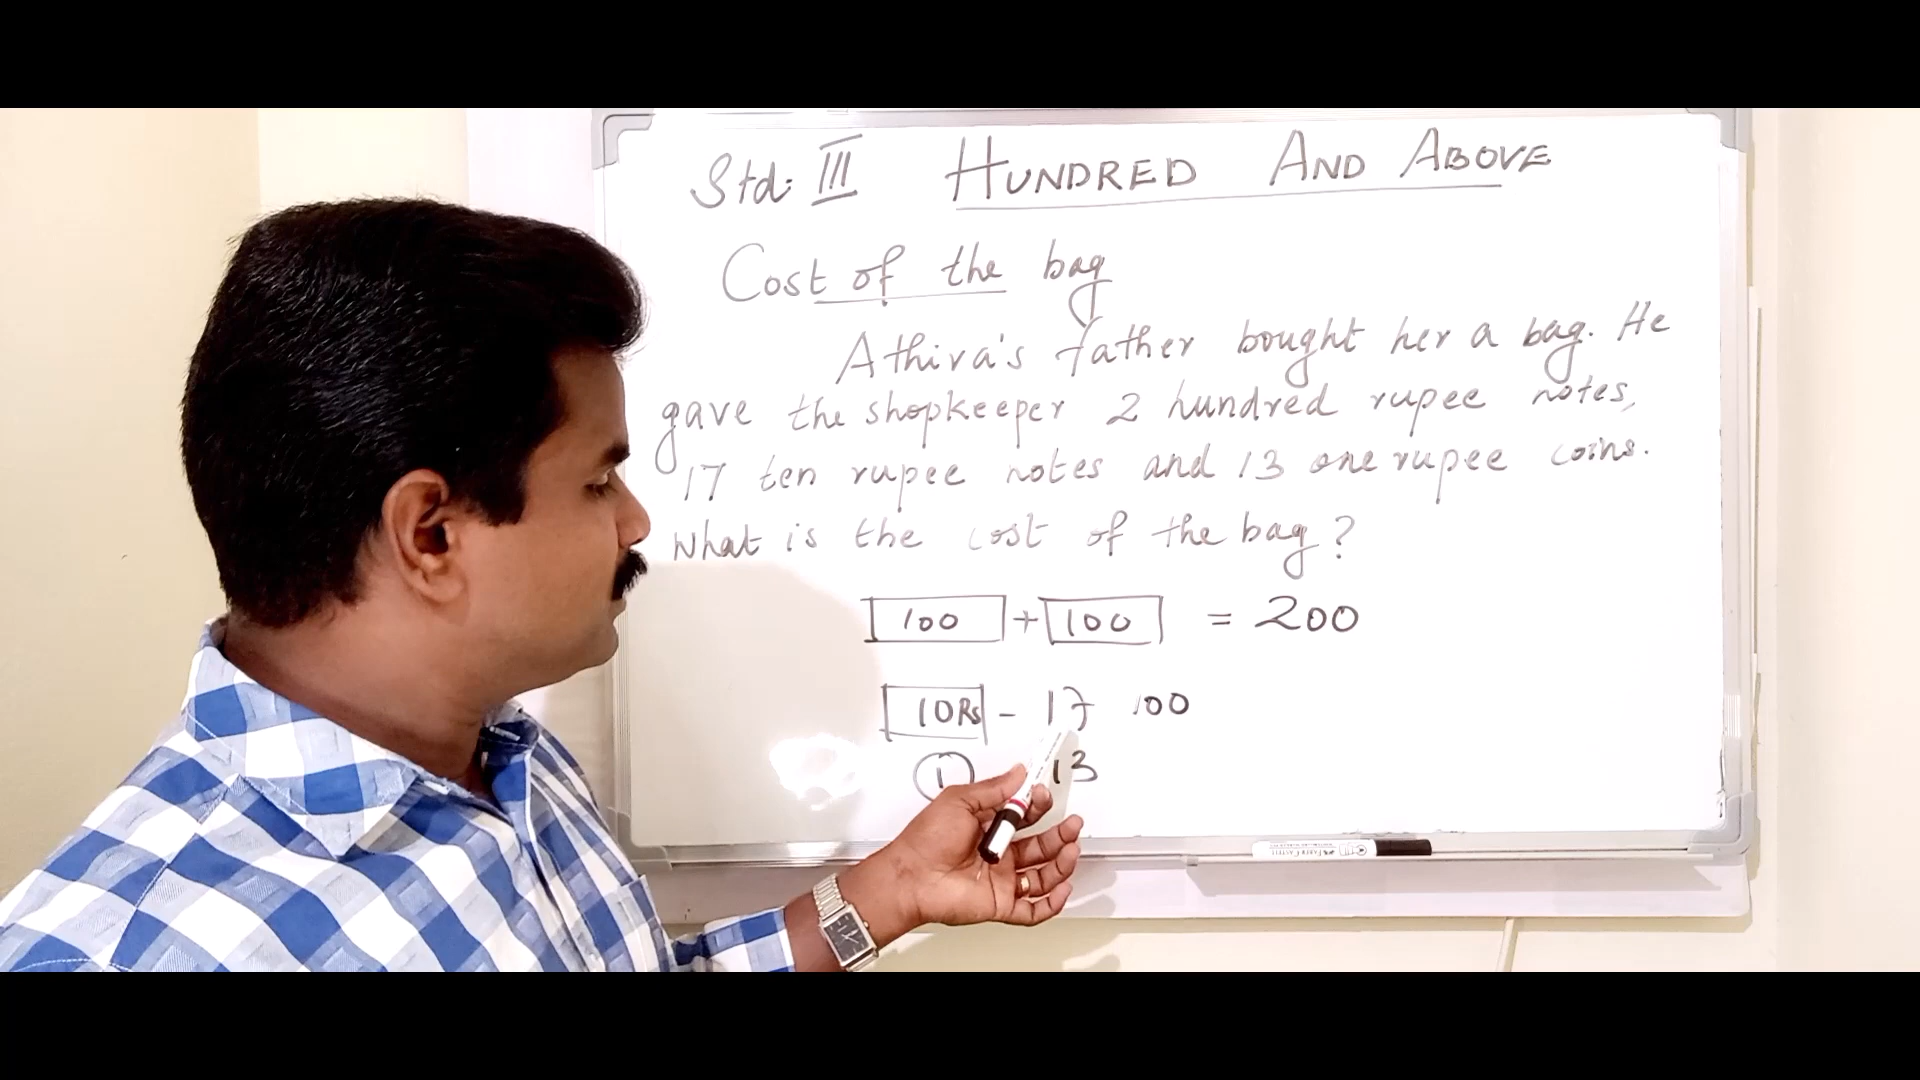 Std: III HUNDRED AND ABOVE
Cost of the bag
Athira's father bought her a bag. He
gave the shopkeeper 2 hundred rupee notes,
17 ten rupee notes and 13 one rupee coins.
What is the cost of the bag?
100 + 100 = 200
10Rs - 17 100
1 13